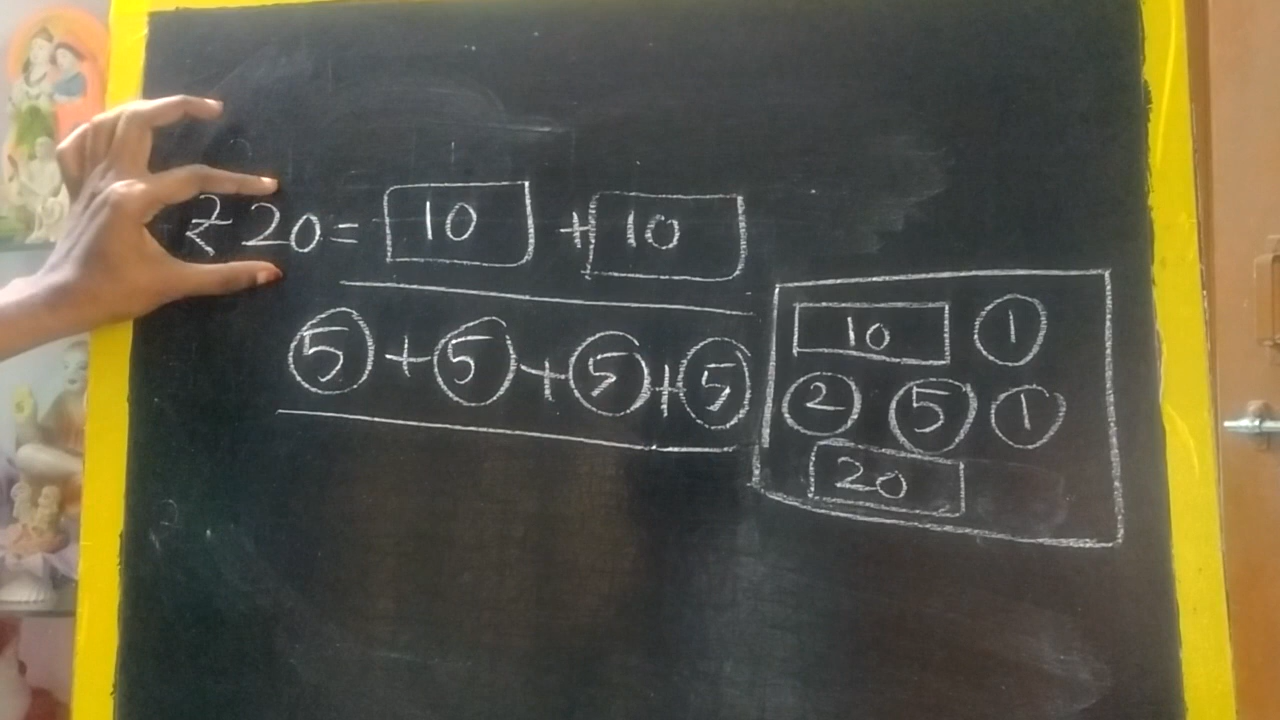 ₹20 = 10 + 10
5 + 5 + 5 + 5
10 1
2 5 1
20